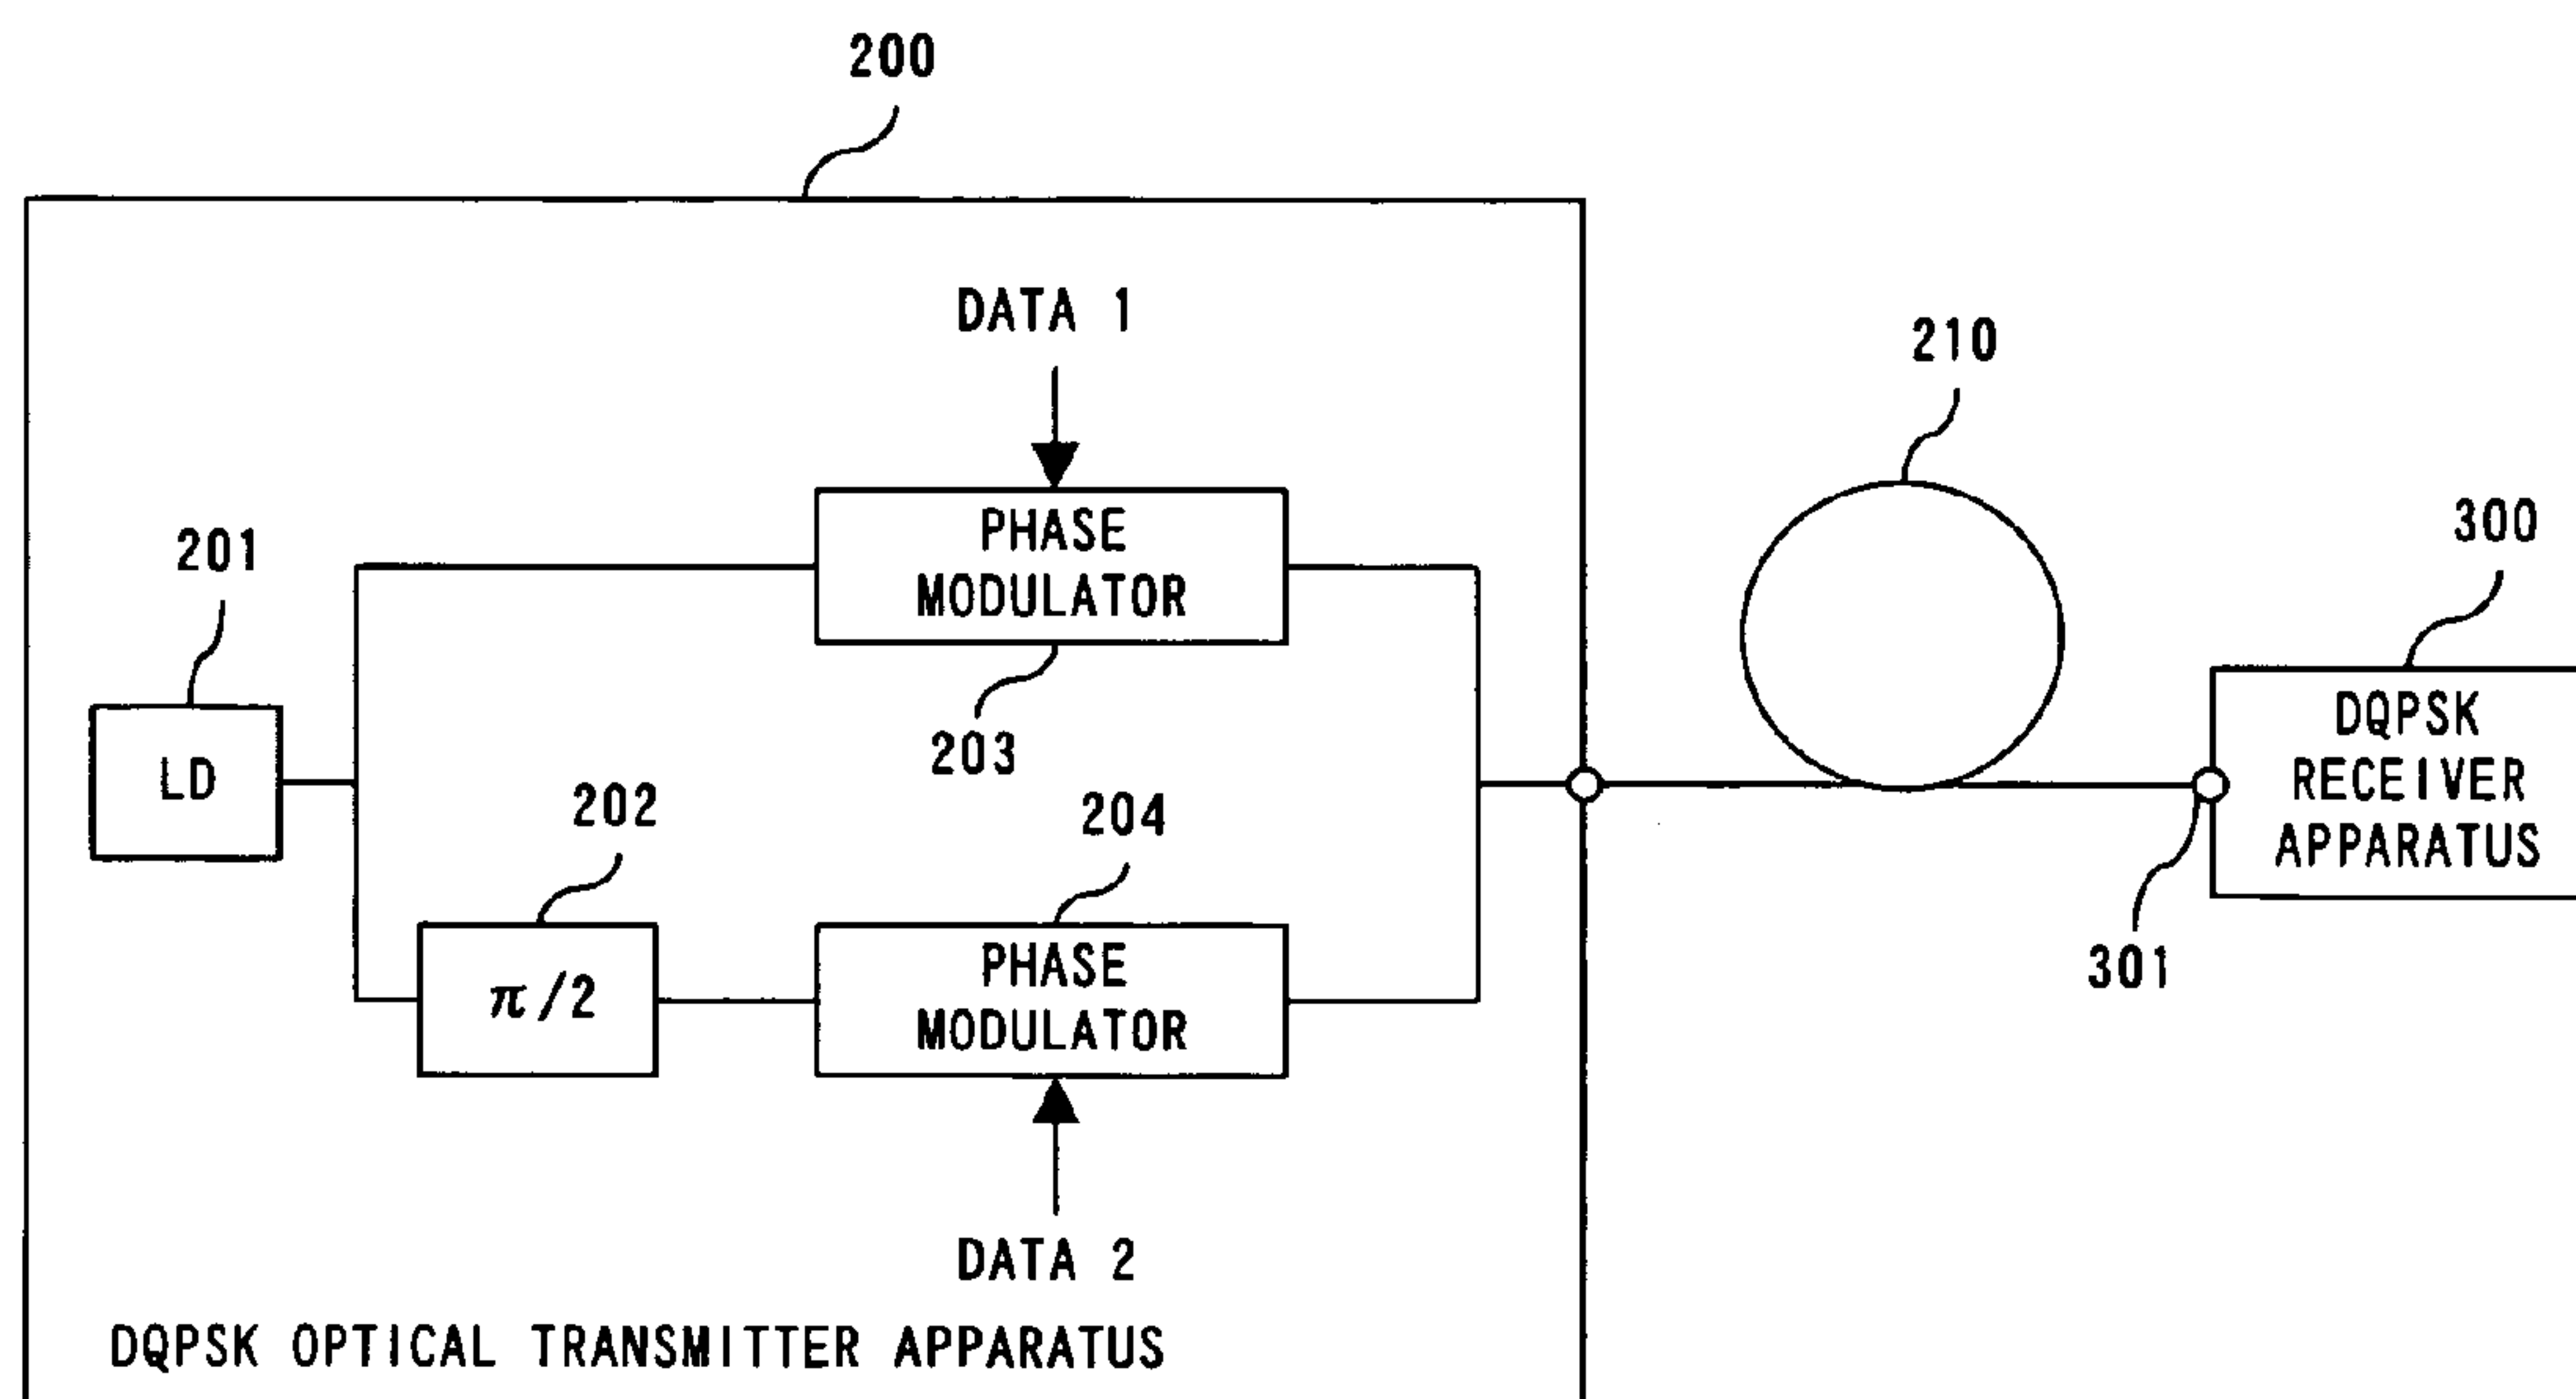 200
DATA 1
210
PHASE
MODULATOR
300
201
203
DQPSK
RECEIVER
APPARATUS
LD
202
204
301
π/2
PHASE
MODULATOR
DATA 2
DQPSK OPTICAL TRANSMITTER APPARATUS